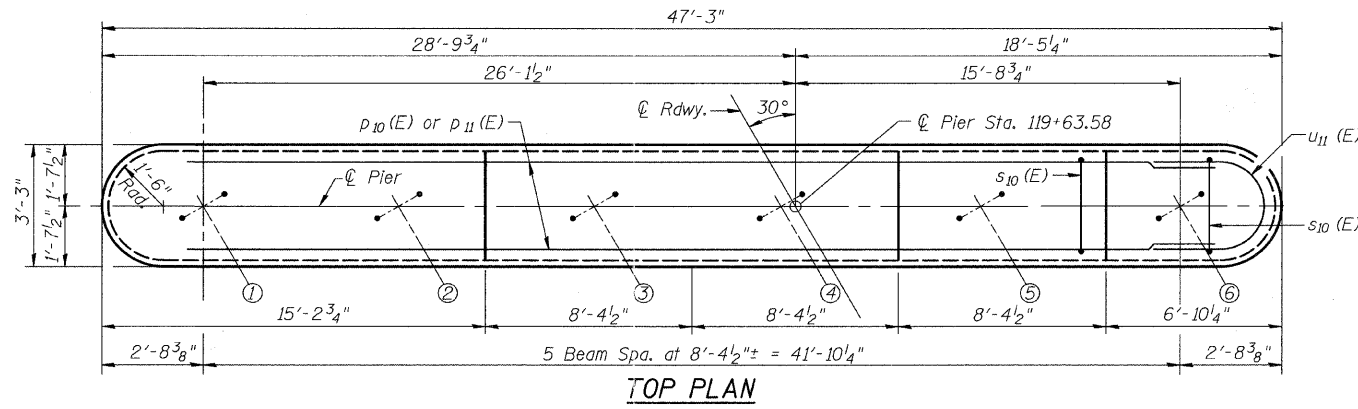 47'-3"
28'-9¾"
18'-5¼"
26'-1½"
15'-8¾"
℄ Rdwy.
30°
p10 (E) or p11 (E)
℄ Pier Sta. 119+63.58
u11 (E)
3'-3"
1'-7½"
1'-7½"
1'-6"
Rad.
℄ Pier
s10 (E)
s10 (E)
1
2
3
4
5
6
15'-2¾"
8'-4½"
8'-4½"
8'-4½"
6'-10¼"
2'-8⅜"
5 Beam Spa. at 8'-4½"± = 41'-10¼"
2'-8⅜"
TOP PLAN